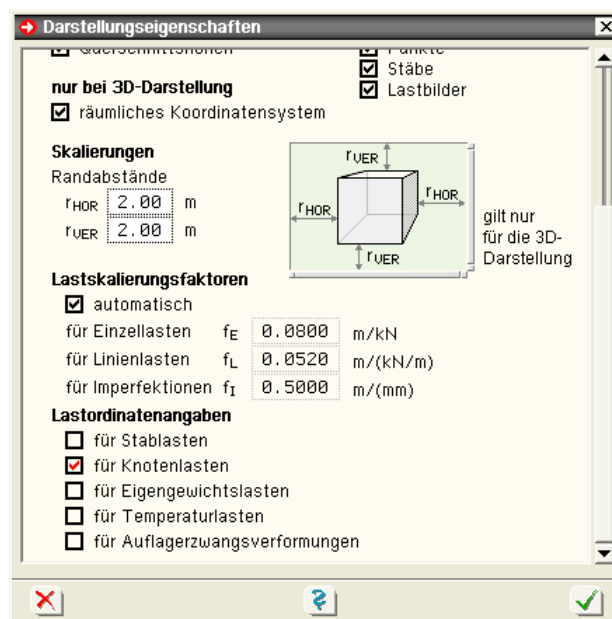 Darstellungseigenschaften
Querschnittshöhen
Punkte
Stäbe
nur bei 3D-Darstellung
Lastbilder
räumliches Koordinatensystem
Skalierungen
Randabstände
rHOR 2.00 m
rVER 2.00 m
rVER
rHOR
rHOR
rVER
gilt nur
für die 3D-
Darstellung
Lastskalierungsfaktoren
automatisch
für Einzellasten fE 0.0800 m/kN
für Linienlasten fL 0.0520 m/(kN/m)
für Imperfektionen fI 0.5000 m/(mm)
Lastordinatenangaben
für Stablasten
für Knotenlasten
für Eigengewichtslasten
für Temperaturlasten
für Auflagerzwangsverformungen